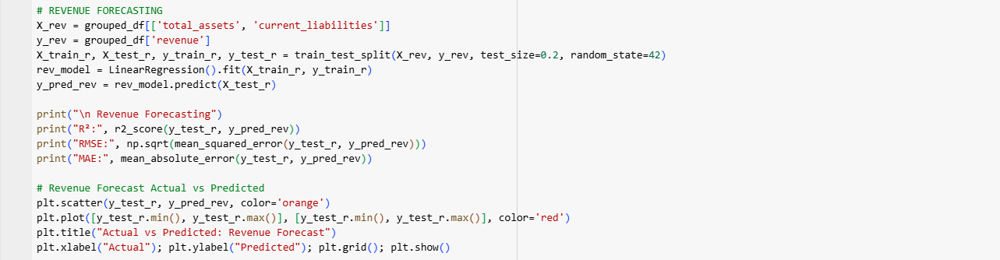 # REVENUE FORECASTING
X_rev = grouped_df[['total_assets', 'current_liabilities']]
y_rev = grouped_df['revenue']
X_train_r, X_test_r, y_train_r, y_test_r = train_test_split(X_rev, y_rev, test_size=0.2, random_state=42)
rev_model = LinearRegression().fit(X_train_r, y_train_r)
y_pred_rev = rev_model.predict(X_test_r)
print("\n Revenue Forecasting")
print("R²:", r2_score(y_test_r, y_pred_rev))
print("RMSE:", np.sqrt(mean_squared_error(y_test_r, y_pred_rev)))
print("MAE:", mean_absolute_error(y_test_r, y_pred_rev))
# Revenue Forecast Actual vs Predicted
plt.scatter(y_test_r, y_pred_rev, color='orange')
plt.plot([y_test_r.min(), y_test_r.max()], [y_test_r.min(), y_test_r.max()], color='red')
plt.title("Actual vs Predicted: Revenue Forecast")
plt.xlabel("Actual"); plt.ylabel("Predicted"); plt.grid(); plt.show()